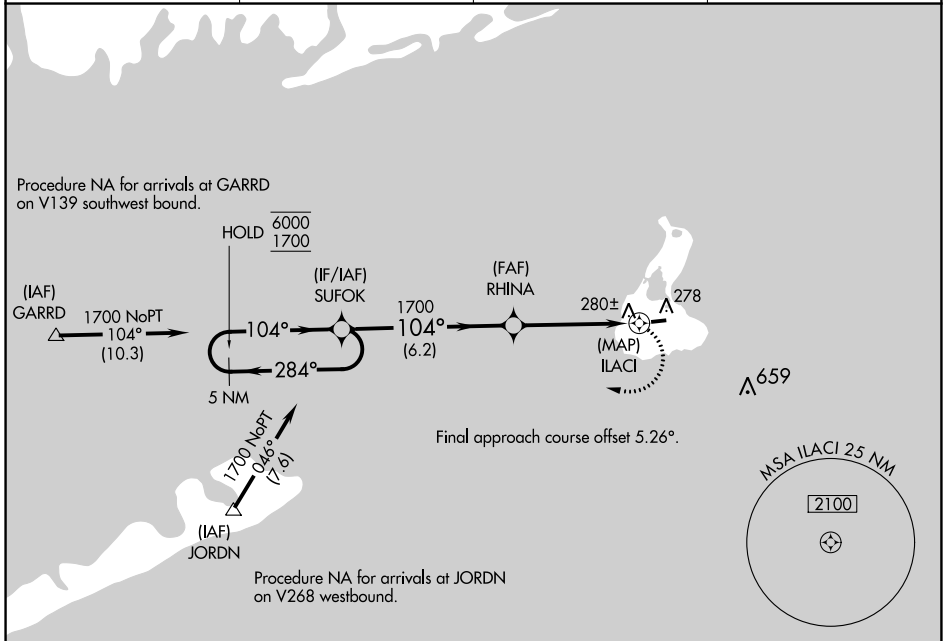 Procedure NA for arrivals at GARRD
on V139 southwest bound.
HOLD 6000
1700
(IAF)
GARRD
1700 NoPT
104°
(10.3)
104°
284°
5 NM
(IF/IAF)
SUFOK
1700
104°
(6.2)
(FAF)
RHINA
280±
278
(MAP)
ILACI
659
1700 NoPT
046°
(7.6)
(IAF)
JORDN
Final approach course offset 5.26°.
Procedure NA for arrivals at JORDN
on V268 westbound.
MSA ILACI 25 NM
2100